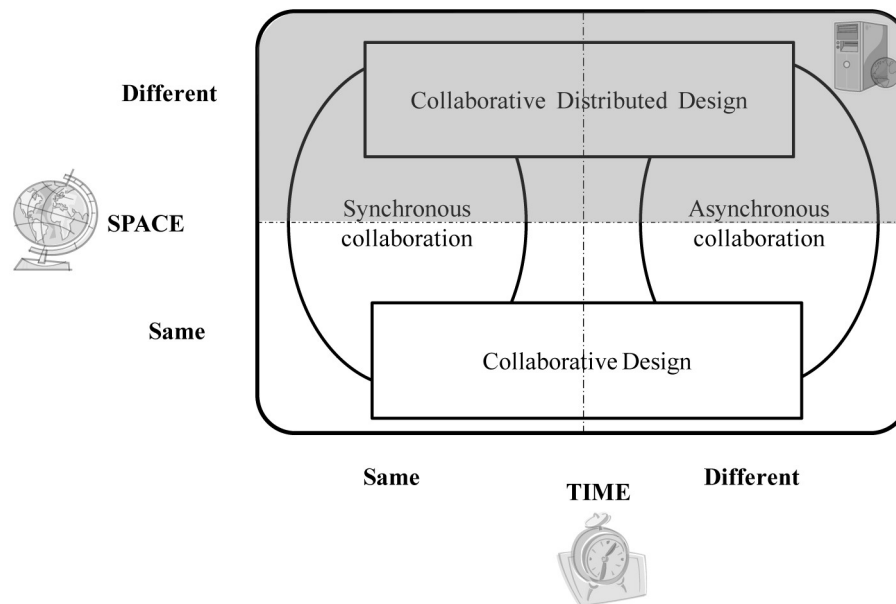 Different
Collaborative Distributed Design
SPACE
Synchronous
collaboration
Asynchronous
collaboration
Same
Collaborative Design
Same
TIME
Different